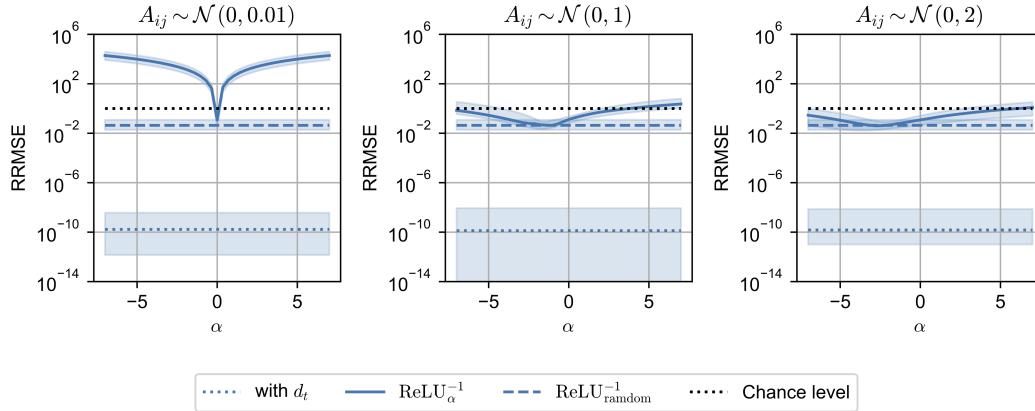 A_ij ∼ 𝒩(0, 0.01)
RRMSE
10^6
10^2
10^−2
10^−6
10^−10
10^−14
−5 0 5
α
A_ij ∼ 𝒩(0, 1)
RRMSE
10^6
10^2
10^−2
10^−6
10^−10
10^−14
−5 0 5
α
A_ij ∼ 𝒩(0, 2)
RRMSE
10^6
10^2
10^−2
10^−6
10^−10
10^−14
−5 0 5
α
with d_t ReLU_α^−1 ReLU_ramdom^−1 Chance level